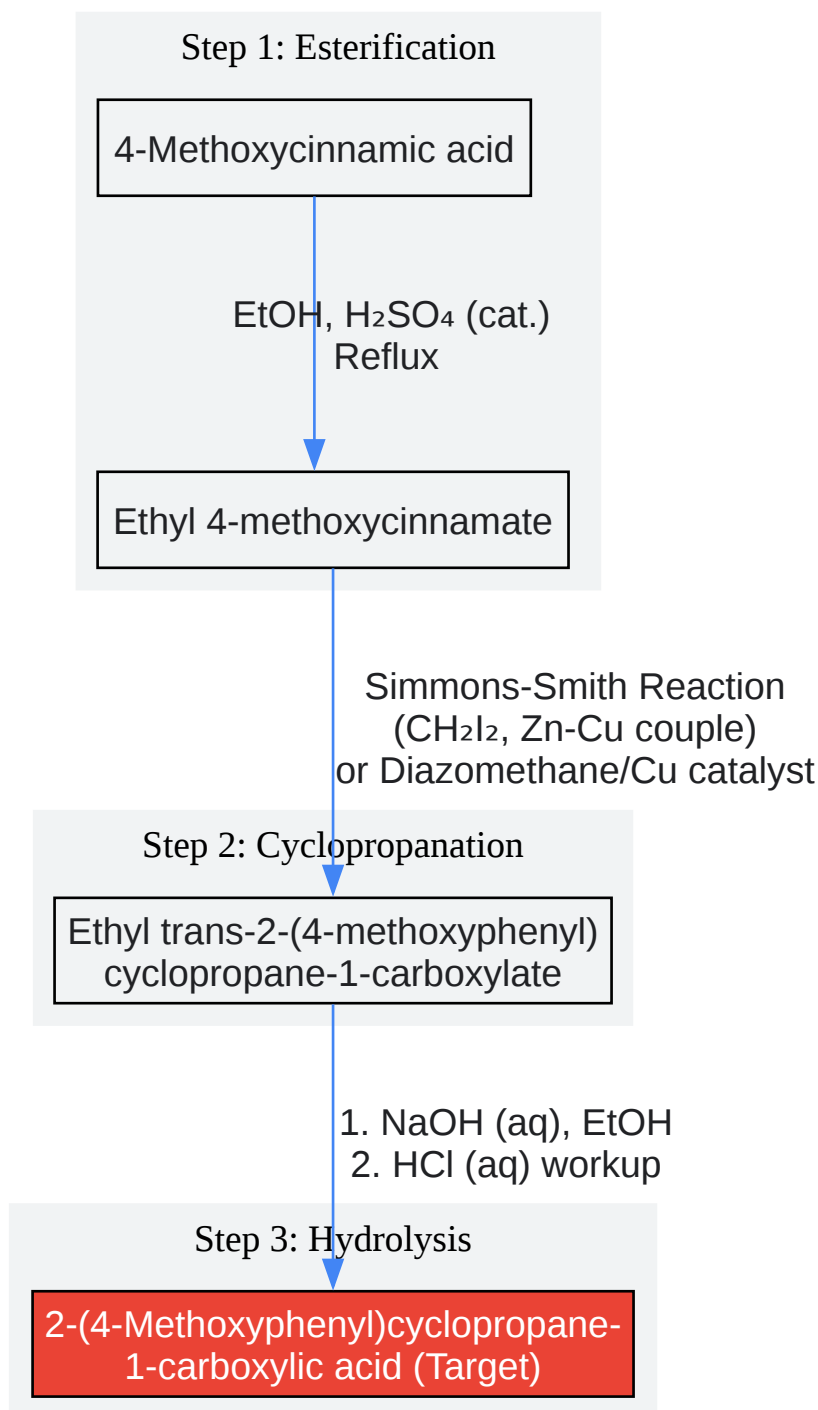 Step 1: Esterification
4-Methoxycinnamic acid
EtOH, H₂SO₄ (cat.)
Reflux
Ethyl 4-methoxycinnamate
Simmons-Smith Reaction
(CH₂I₂, Zn-Cu couple)
or Diazomethane/Cu catalyst
Step 2: Cyclopropanation
Ethyl trans-2-(4-methoxyphenyl)
cyclopropane-1-carboxylate
1. NaOH (aq), EtOH
2. HCl (aq) workup
Step 3: Hydrolysis
2-(4-Methoxyphenyl)cyclopropane-
1-carboxylic acid (Target)